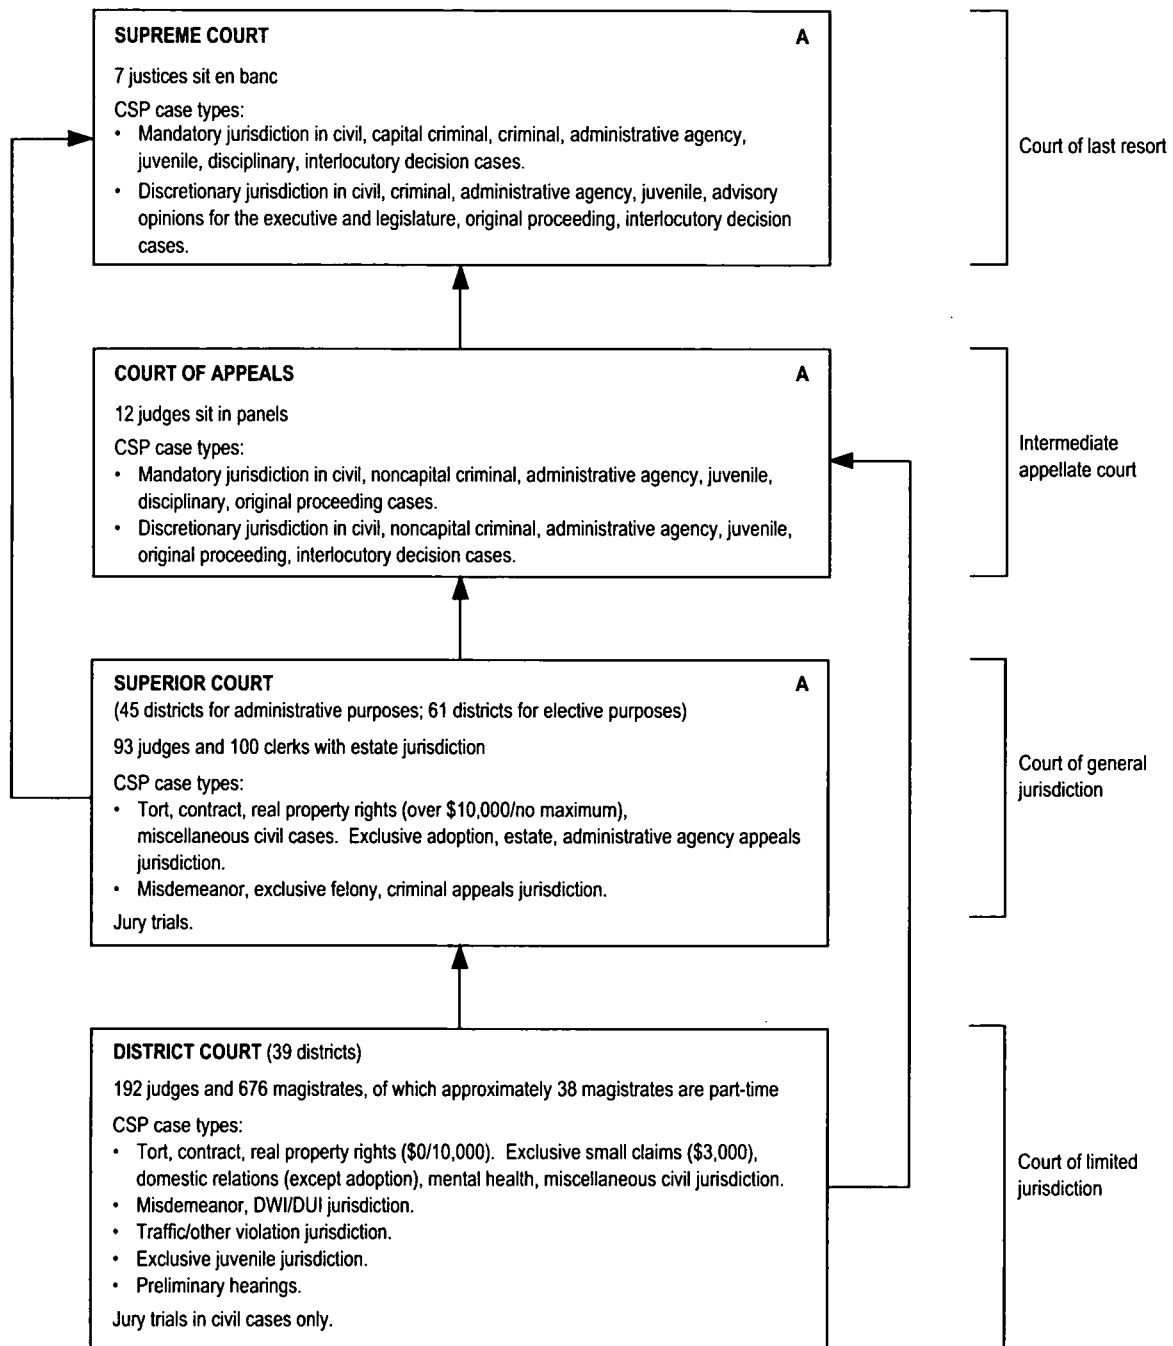 SUPREME COURT A
7 justices sit en banc
CSP case types:
• Mandatory jurisdiction in civil, capital criminal, criminal, administrative agency,
juvenile, disciplinary, interlocutory decision cases.
• Discretionary jurisdiction in civil, criminal, administrative agency, juvenile, advisory
opinions for the executive and legislature, original proceeding, interlocutory decision
cases.
Court of last resort
COURT OF APPEALS A
12 judges sit in panels
CSP case types:
• Mandatory jurisdiction in civil, noncapital criminal, administrative agency, juvenile,
disciplinary, original proceeding cases.
• Discretionary jurisdiction in civil, noncapital criminal, administrative agency, juvenile,
original proceeding, interlocutory decision cases.
Intermediate
appellate court
SUPERIOR COURT A
(45 districts for administrative purposes; 61 districts for elective purposes)
93 judges and 100 clerks with estate jurisdiction
CSP case types:
• Tort, contract, real property rights (over $10,000/no maximum),
miscellaneous civil cases. Exclusive adoption, estate, administrative agency appeals
jurisdiction.
• Misdemeanor, exclusive felony, criminal appeals jurisdiction.
Jury trials.
Court of general
jurisdiction
DISTRICT COURT (39 districts)
192 judges and 676 magistrates, of which approximately 38 magistrates are part-time
CSP case types:
• Tort, contract, real property rights ($0/10,000). Exclusive small claims ($3,000),
domestic relations (except adoption), mental health, miscellaneous civil jurisdiction.
• Misdemeanor, DWI/DUI jurisdiction.
• Traffic/other violation jurisdiction.
• Exclusive juvenile jurisdiction.
• Preliminary hearings.
Jury trials in civil cases only.
Court of limited
jurisdiction